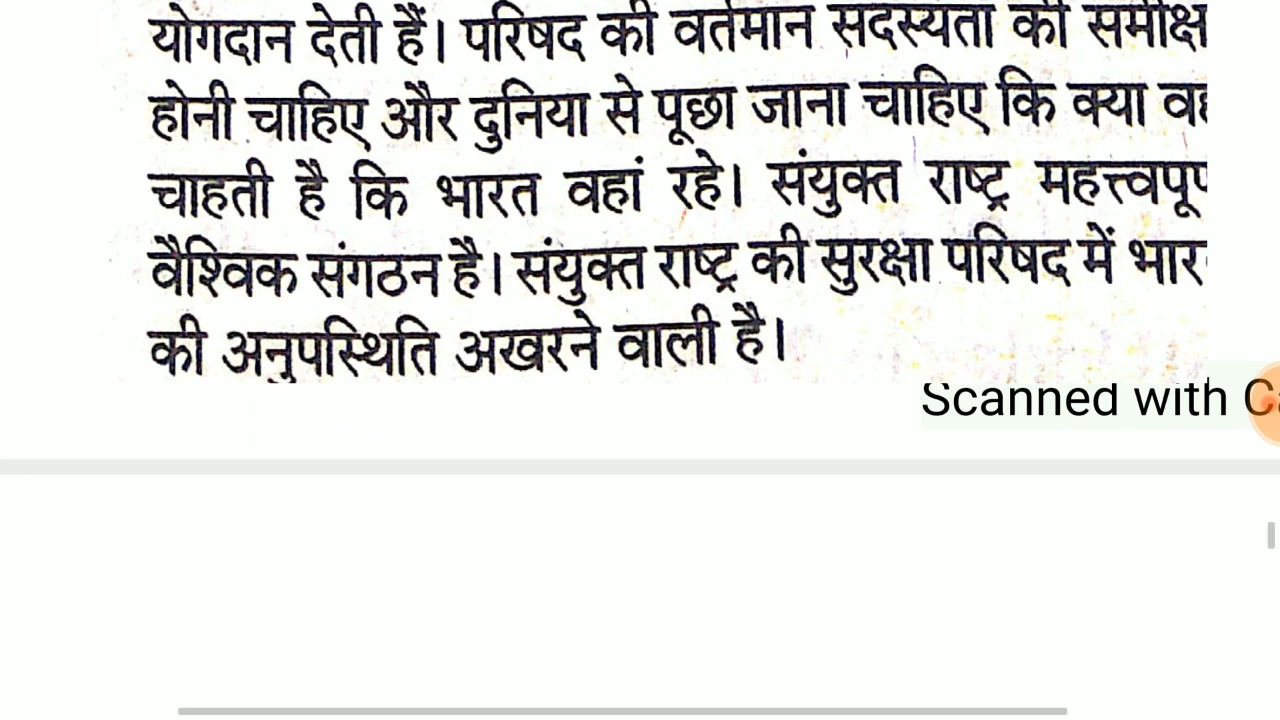 योगदान देती हैं। परिषद की वर्तमान सदस्यता की समीक्ष
होनी चाहिए और दुनिया से पूछा जाना चाहिए कि क्या
चाहती है कि भारत वहां रहे। संयुक्त राष्ट्र
वैश्विक संगठन है। संयुक्त राष्ट्र की सुरक्षा परिषद में भार
की अनुपस्थिति अखरने वाली है।
Scanned with